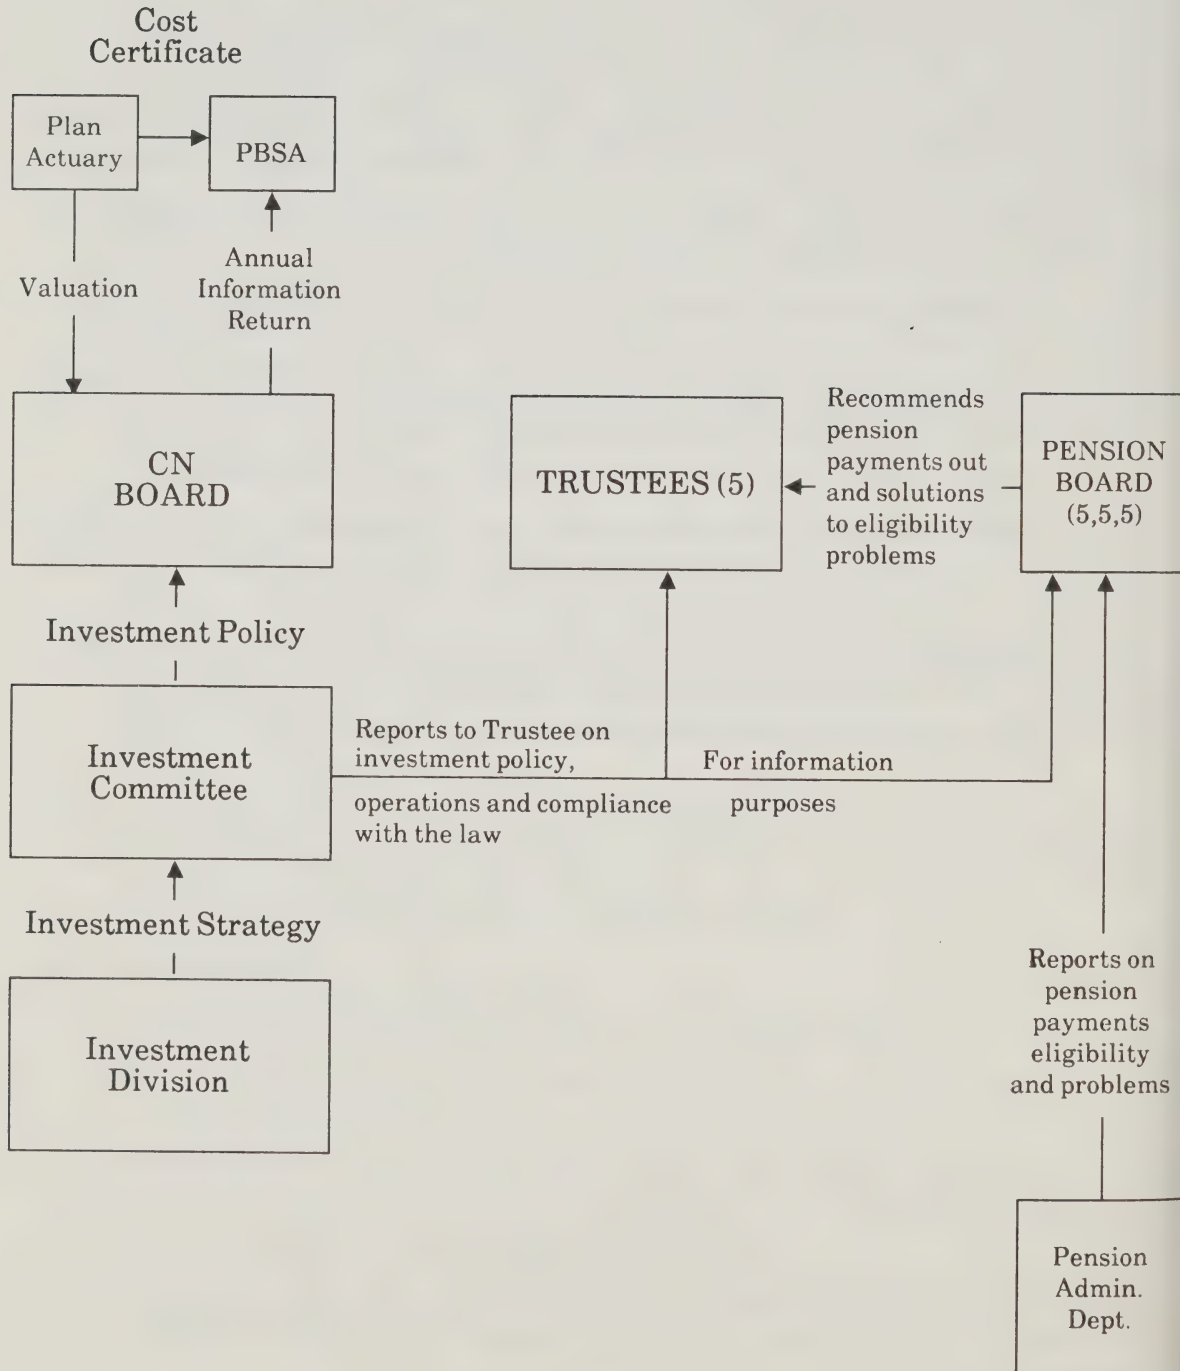 Cost
Certificate
Plan
Actuary
PBSA
Valuation
Annual
Information
Return
CN
BOARD
TRUSTEES (5)
Recommends
pension
payments out
and solutions
to eligibility
problems
PENSION
BOARD
(5,5,5)
Investment Policy
Investment
Committee
Reports to Trustee on
investment policy,
operations and compliance
with the law
For information
purposes
Investment Strategy
Investment
Division
Reports on
pension
payments
eligibility
and problems
Pension
Admin.
Dept.